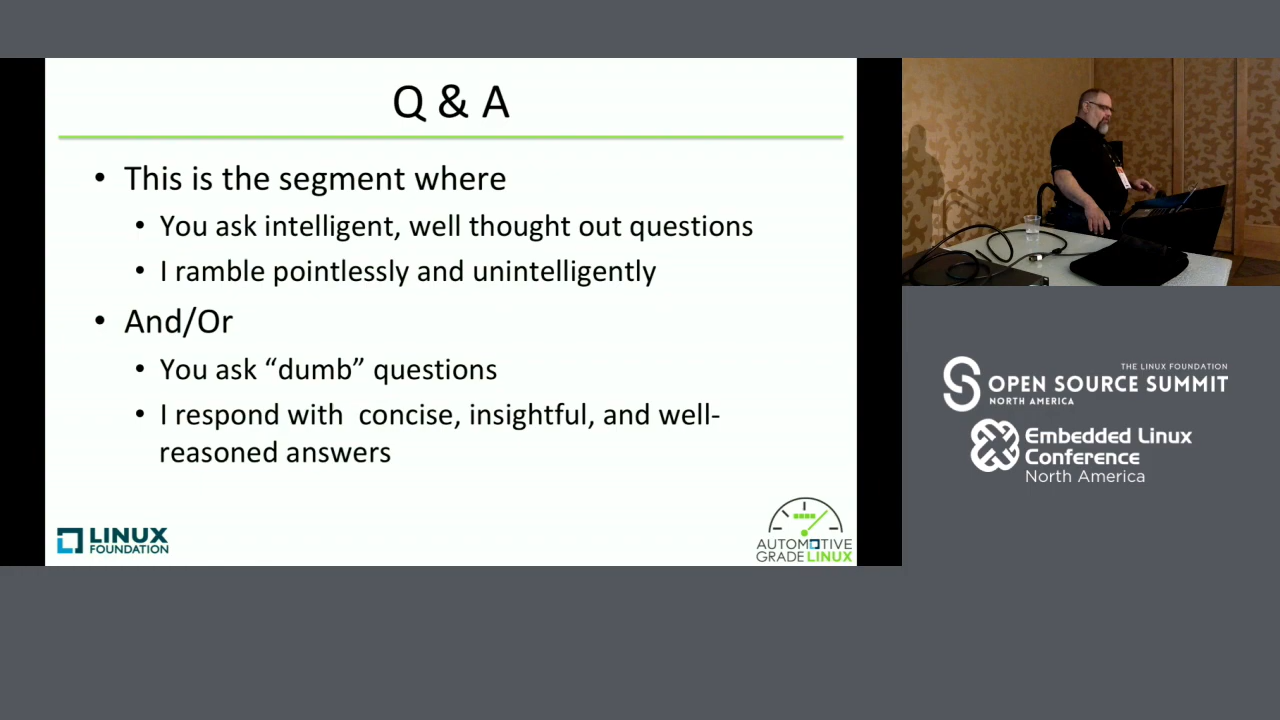 Q & A
• This is the segment where
• You ask intelligent, well thought out questions
• I ramble pointlessly and unintelligently
• And/Or
• You ask “dumb” questions
• I respond with  concise, insightful, and well-
reasoned answers
LINUX
FOUNDATION
AUTOMOTIVE
GRADE LINUX
THE LINUX FOUNDATION
OPEN SOURCE SUMMIT
NORTH AMERICA
Embedded Linux
Conference
North America